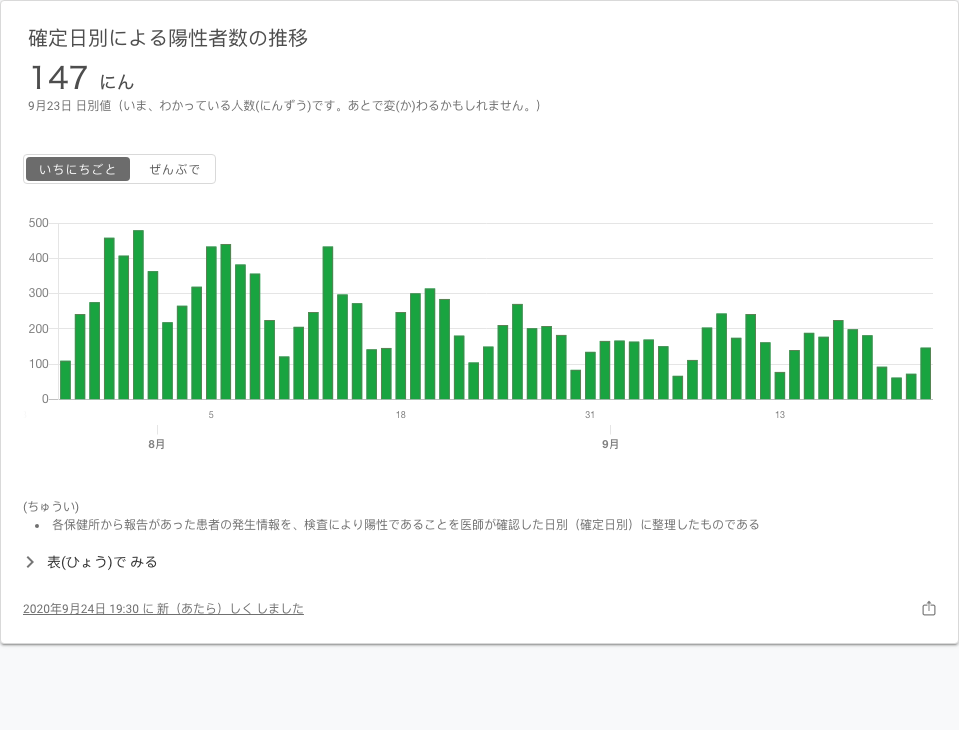 確定日別による陽性者数の推移
147 にん
9月23日 日別値（いま、わかっている人数(にんずう)です。あとで変(か)わるかもしれません。）
いちにちごと ぜんぶで
500
400
300
200
100
0
5 18 31 13
8月 9月
(ちゅうい)
• 各保健所から報告があった患者の発生情報を、検査により陽性であることを医師が確認した日別（確定日別）に整理したものである
表(ひょう)で みる
2020年9月24日 19:30 に 新（あたら）しく しました